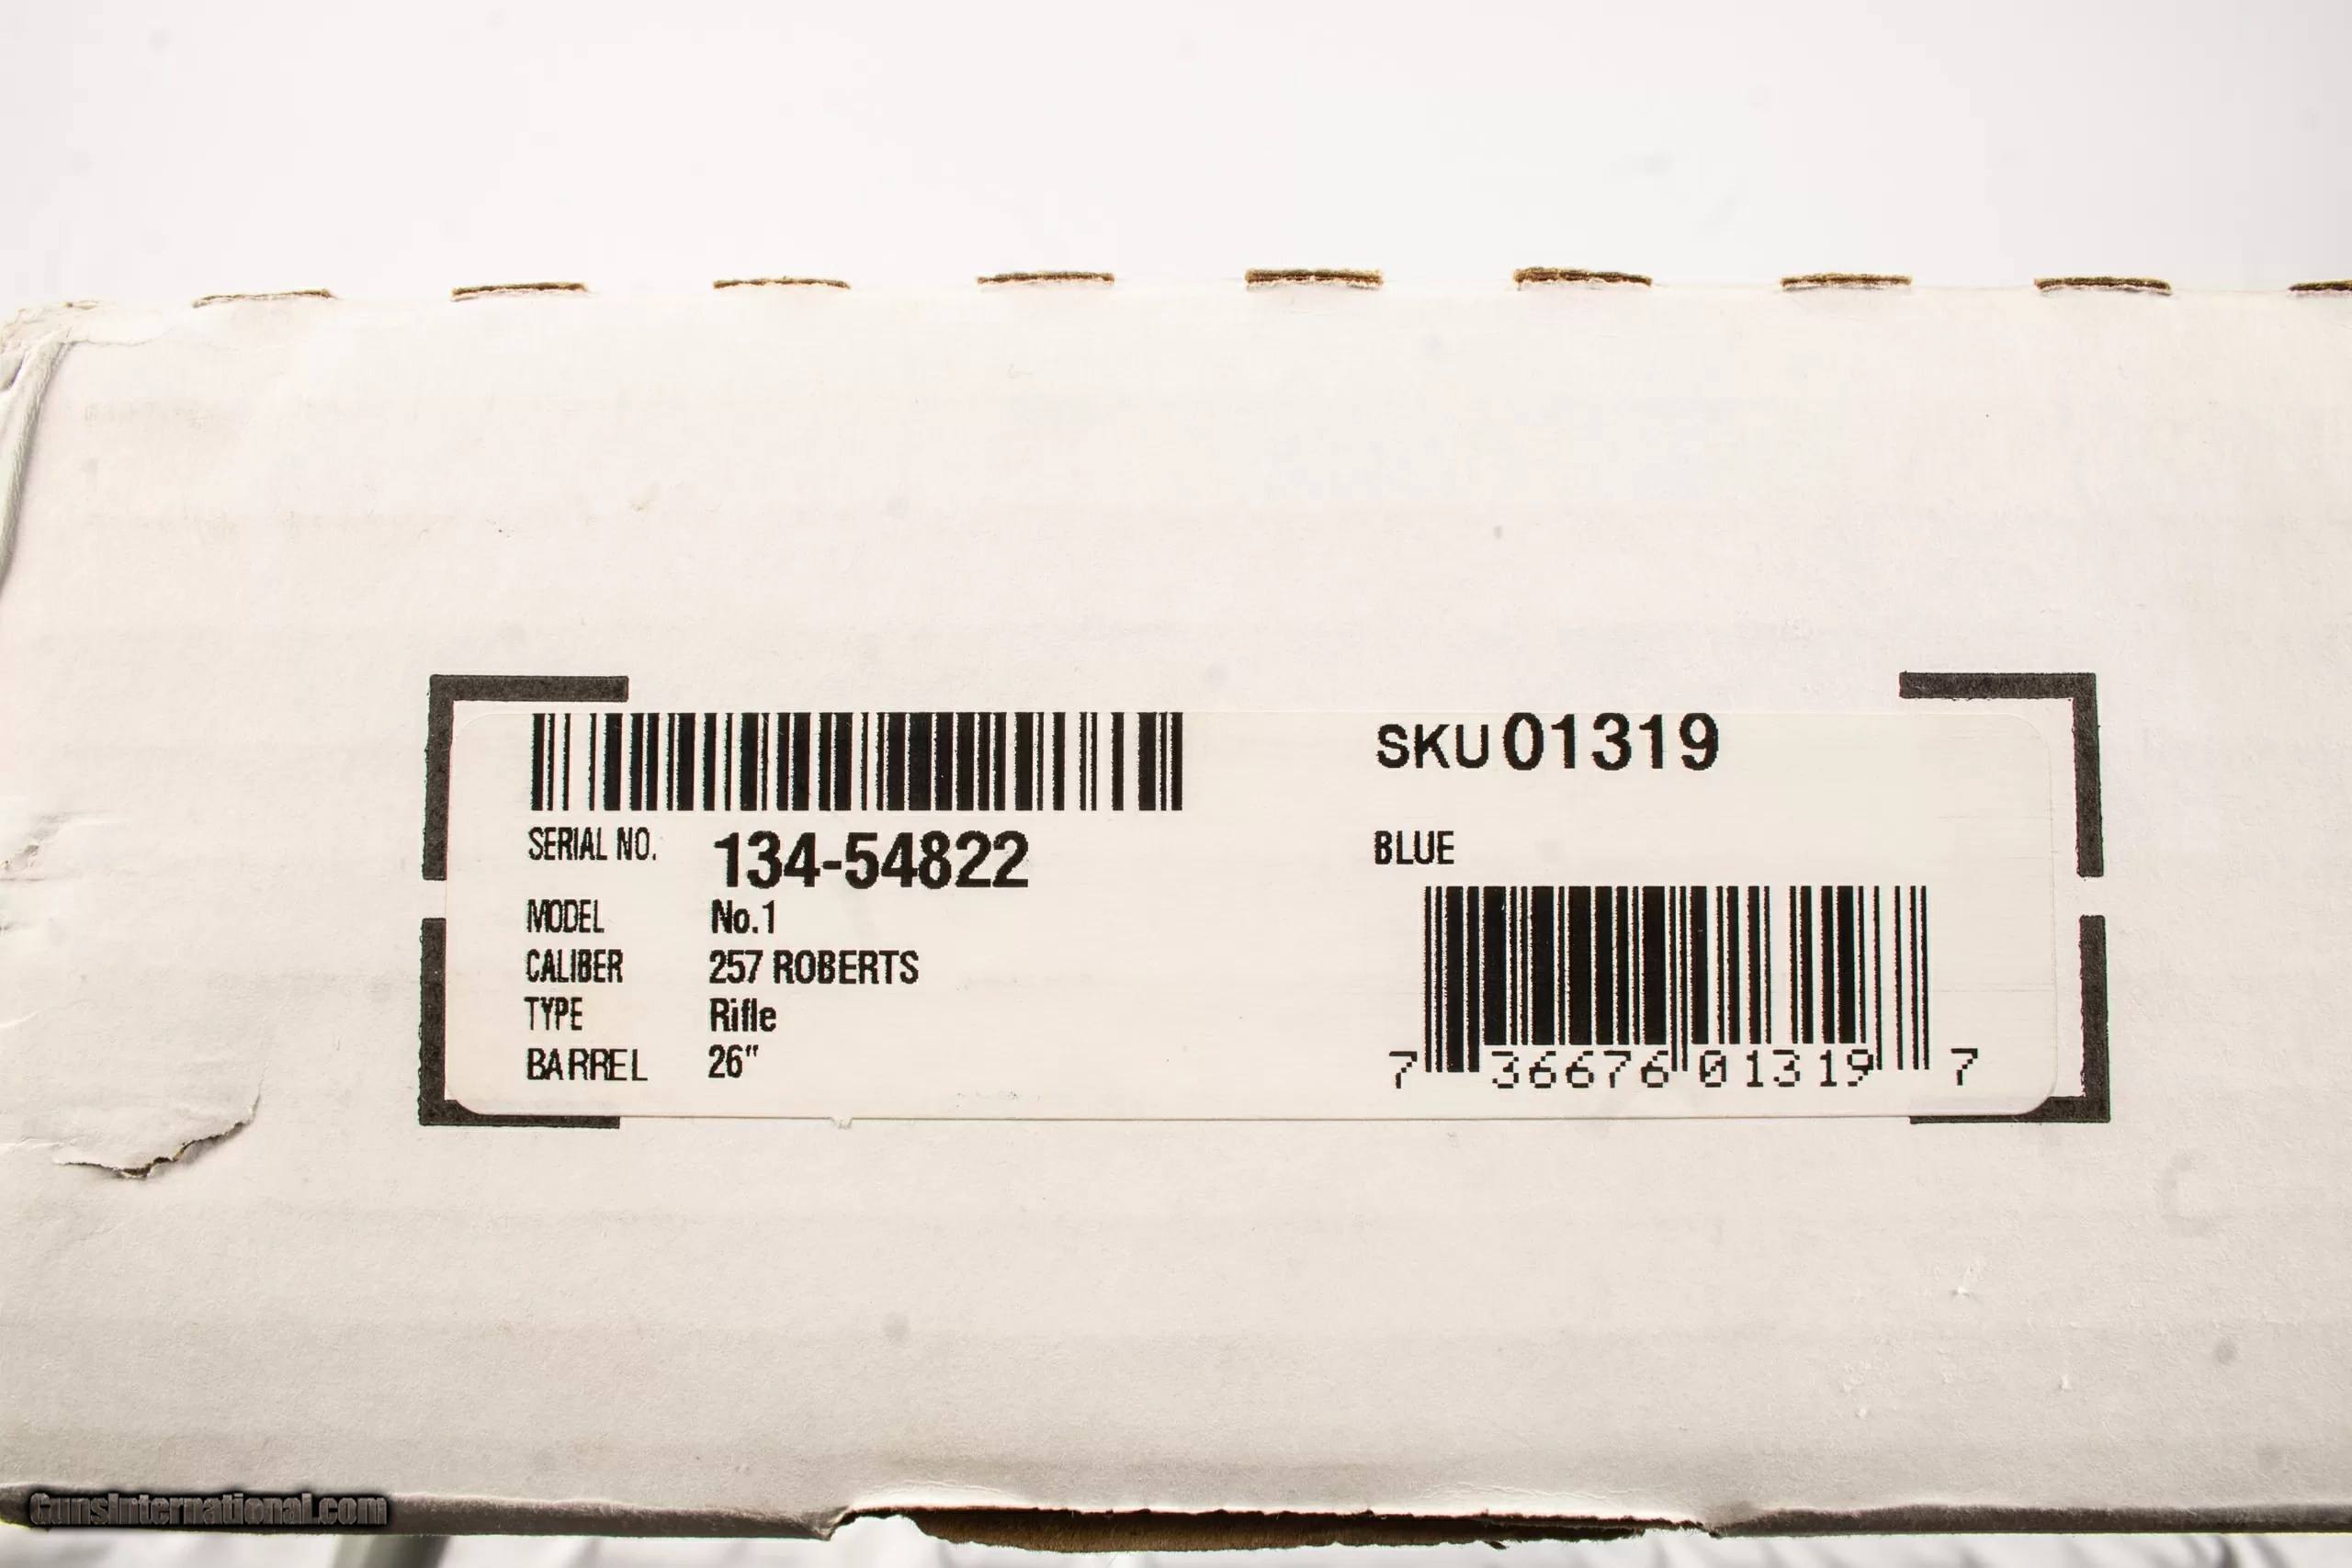 SKU 01319
SERIAL NO. 134-54822
BLUE
MODEL No.1
CALIBER 257 ROBERTS
TYPE Rifle
BARREL 26"
7 36676 01319 7
GunsInternational.com